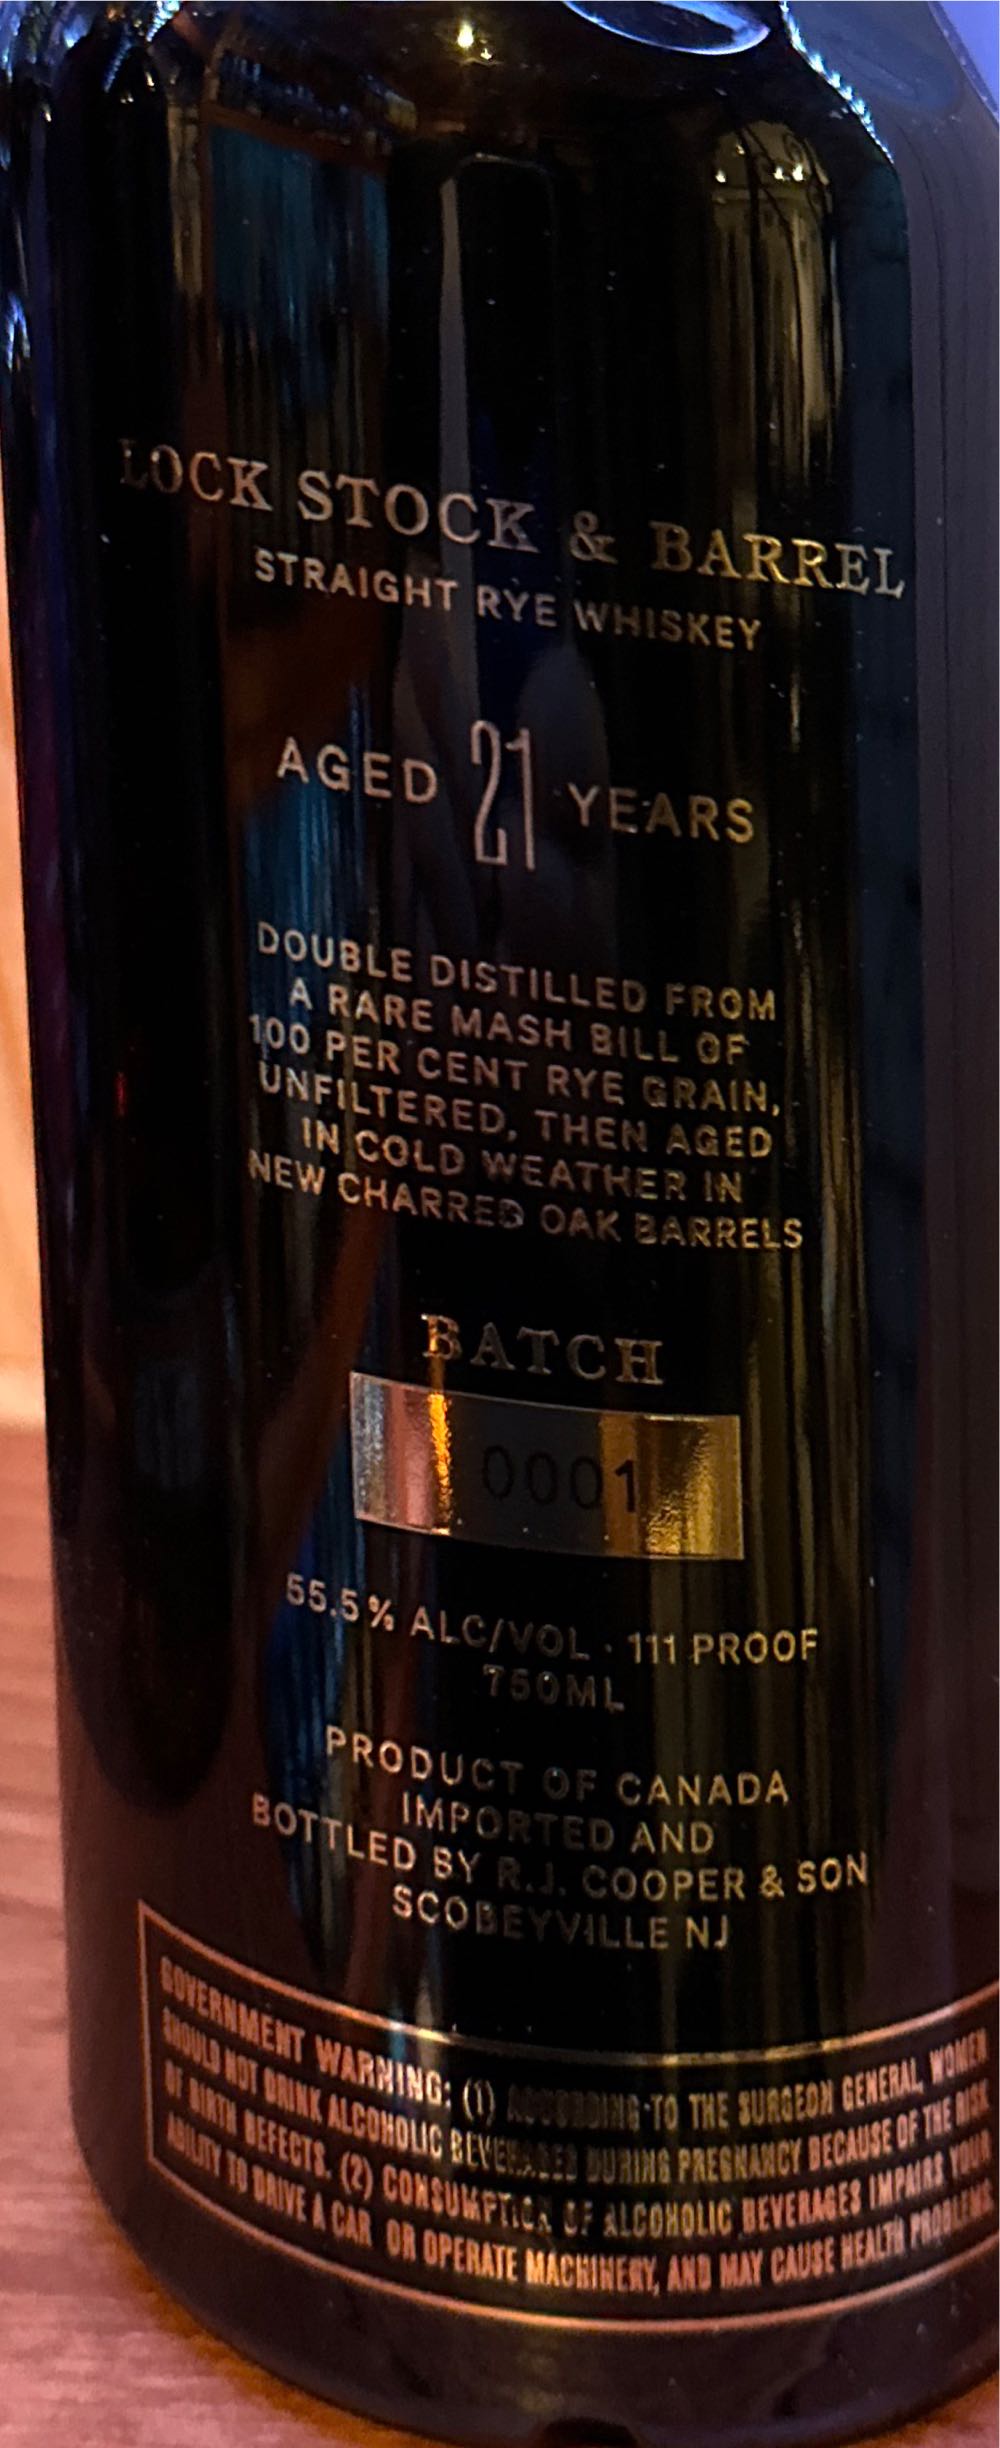 LOCK STOCK & BARREL
STRAIGHT RYE WHISKEY
AGED 21 YEARS
DOUBLE DISTILLED FROM
A RARE MASH BILL OF
100 PER CENT RYE GRAIN,
UNFILTERED, THEN AGED
IN COLD WEATHER IN
NEW CHARRED OAK BARRELS
BATCH
0001
55.5% ALC/VOL · 111 PROOF
750ML
PRODUCT OF CANADA
IMPORTED AND
BOTTLED BY R.J. COOPER & SON
SCOBEYVILLE NJ
GOVERNMENT WARNING: (1) ACCORDING TO THE SURGEON GENERAL, WOMEN
SHOULD NOT DRINK ALCOHOLIC BEVERAGES DURING PREGNANCY BECAUSE OF THE RISK
OF BIRTH DEFECTS. (2) CONSUMPTION OF ALCOHOLIC BEVERAGES IMPAIRS YOUR
ABILITY TO DRIVE A CAR OR OPERATE MACHINERY, AND MAY CAUSE HEALTH PROBLEMS